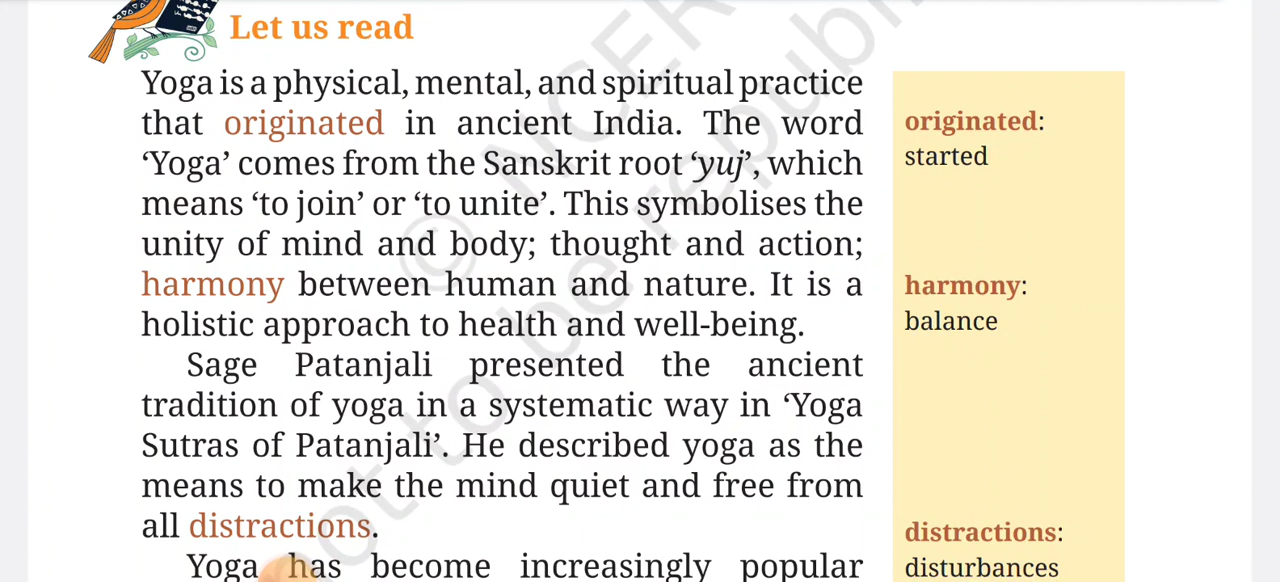 Let us read
Yoga is a physical, mental, and spiritual practice
that originated in ancient India. The word
‘Yoga’ comes from the Sanskrit root ‘yuj’, which
means ‘to join’ or ‘to unite’. This symbolises the
unity of mind and body; thought and action;
harmony between human and nature. It is a
holistic approach to health and well-being.
Sage Patanjali presented the ancient
tradition of yoga in a systematic way in ‘Yoga
Sutras of Patanjali’. He described yoga as the
means to make the mind quiet and free from
all distractions.
Yoga has become increasingly popular
originated:
started
harmony:
balance
distractions:
disturbances
© NCER
not to be republi